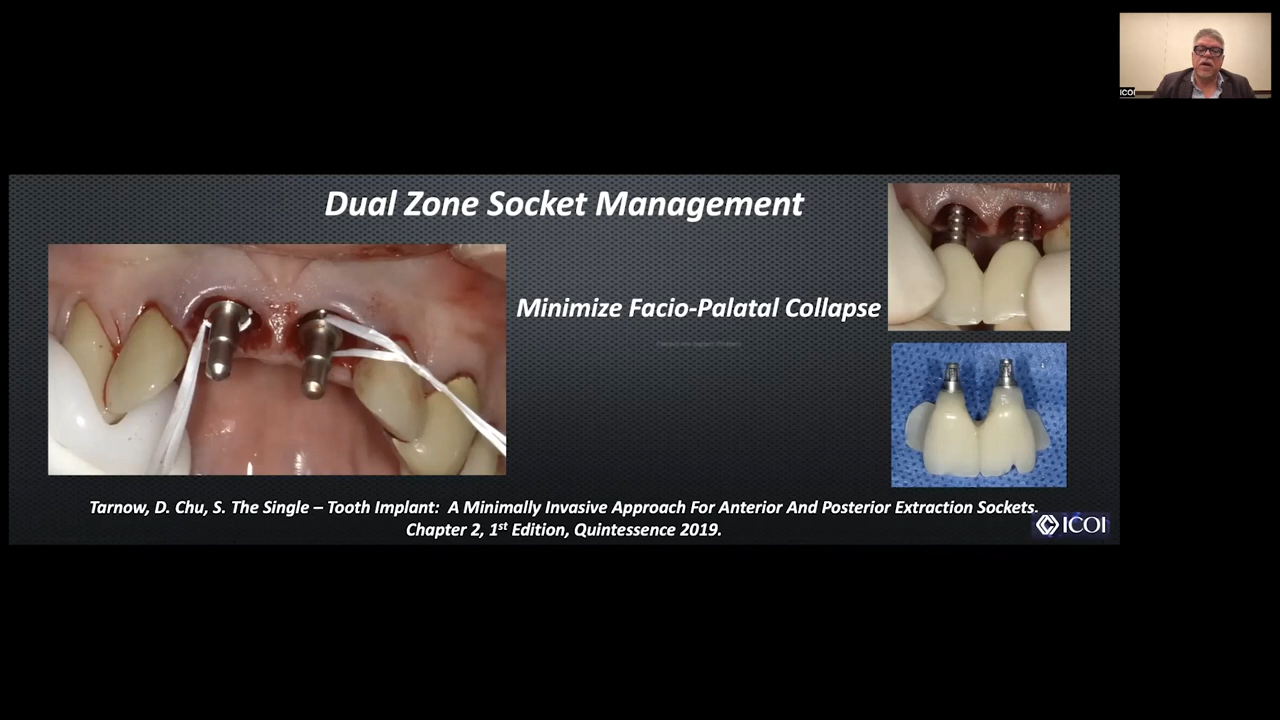 ICOI
Dual Zone Socket Management
Minimize Facio-Palatal Collapse
Tarnow, D. Chu, S. The Single – Tooth Implant: A Minimally Invasive Approach For Anterior And Posterior Extraction Sockets.
Chapter 2, 1st Edition, Quintessence 2019.
ICOI